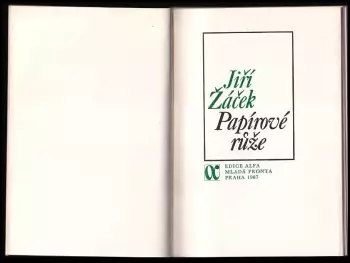 Jiří
Žáček
Papírové
růže
EDICE ALFA
MLADÁ FRONTA
PRAHA 1987